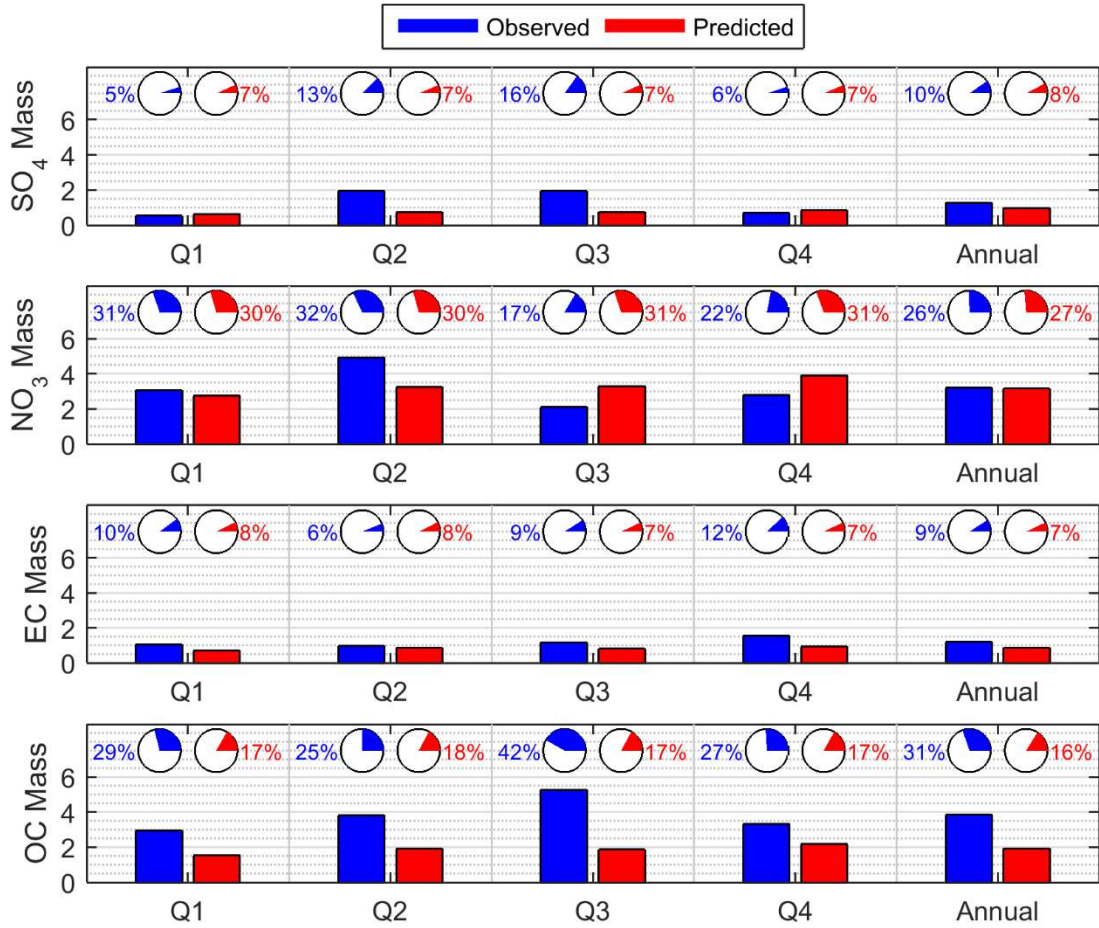 Observed Predicted
SO4 Mass
5% 7% 13% 7% 16% 7% 6% 7% 10% 8%
6
4
2
0
Q1 Q2 Q3 Q4 Annual
NO3 Mass
31% 30% 32% 30% 17% 31% 22% 31% 26% 27%
6
4
2
0
Q1 Q2 Q3 Q4 Annual
EC Mass
10% 8% 6% 8% 9% 7% 12% 7% 9% 7%
6
4
2
0
Q1 Q2 Q3 Q4 Annual
OC Mass
29% 17% 25% 18% 42% 17% 27% 17% 31% 16%
6
4
2
0
Q1 Q2 Q3 Q4 Annual